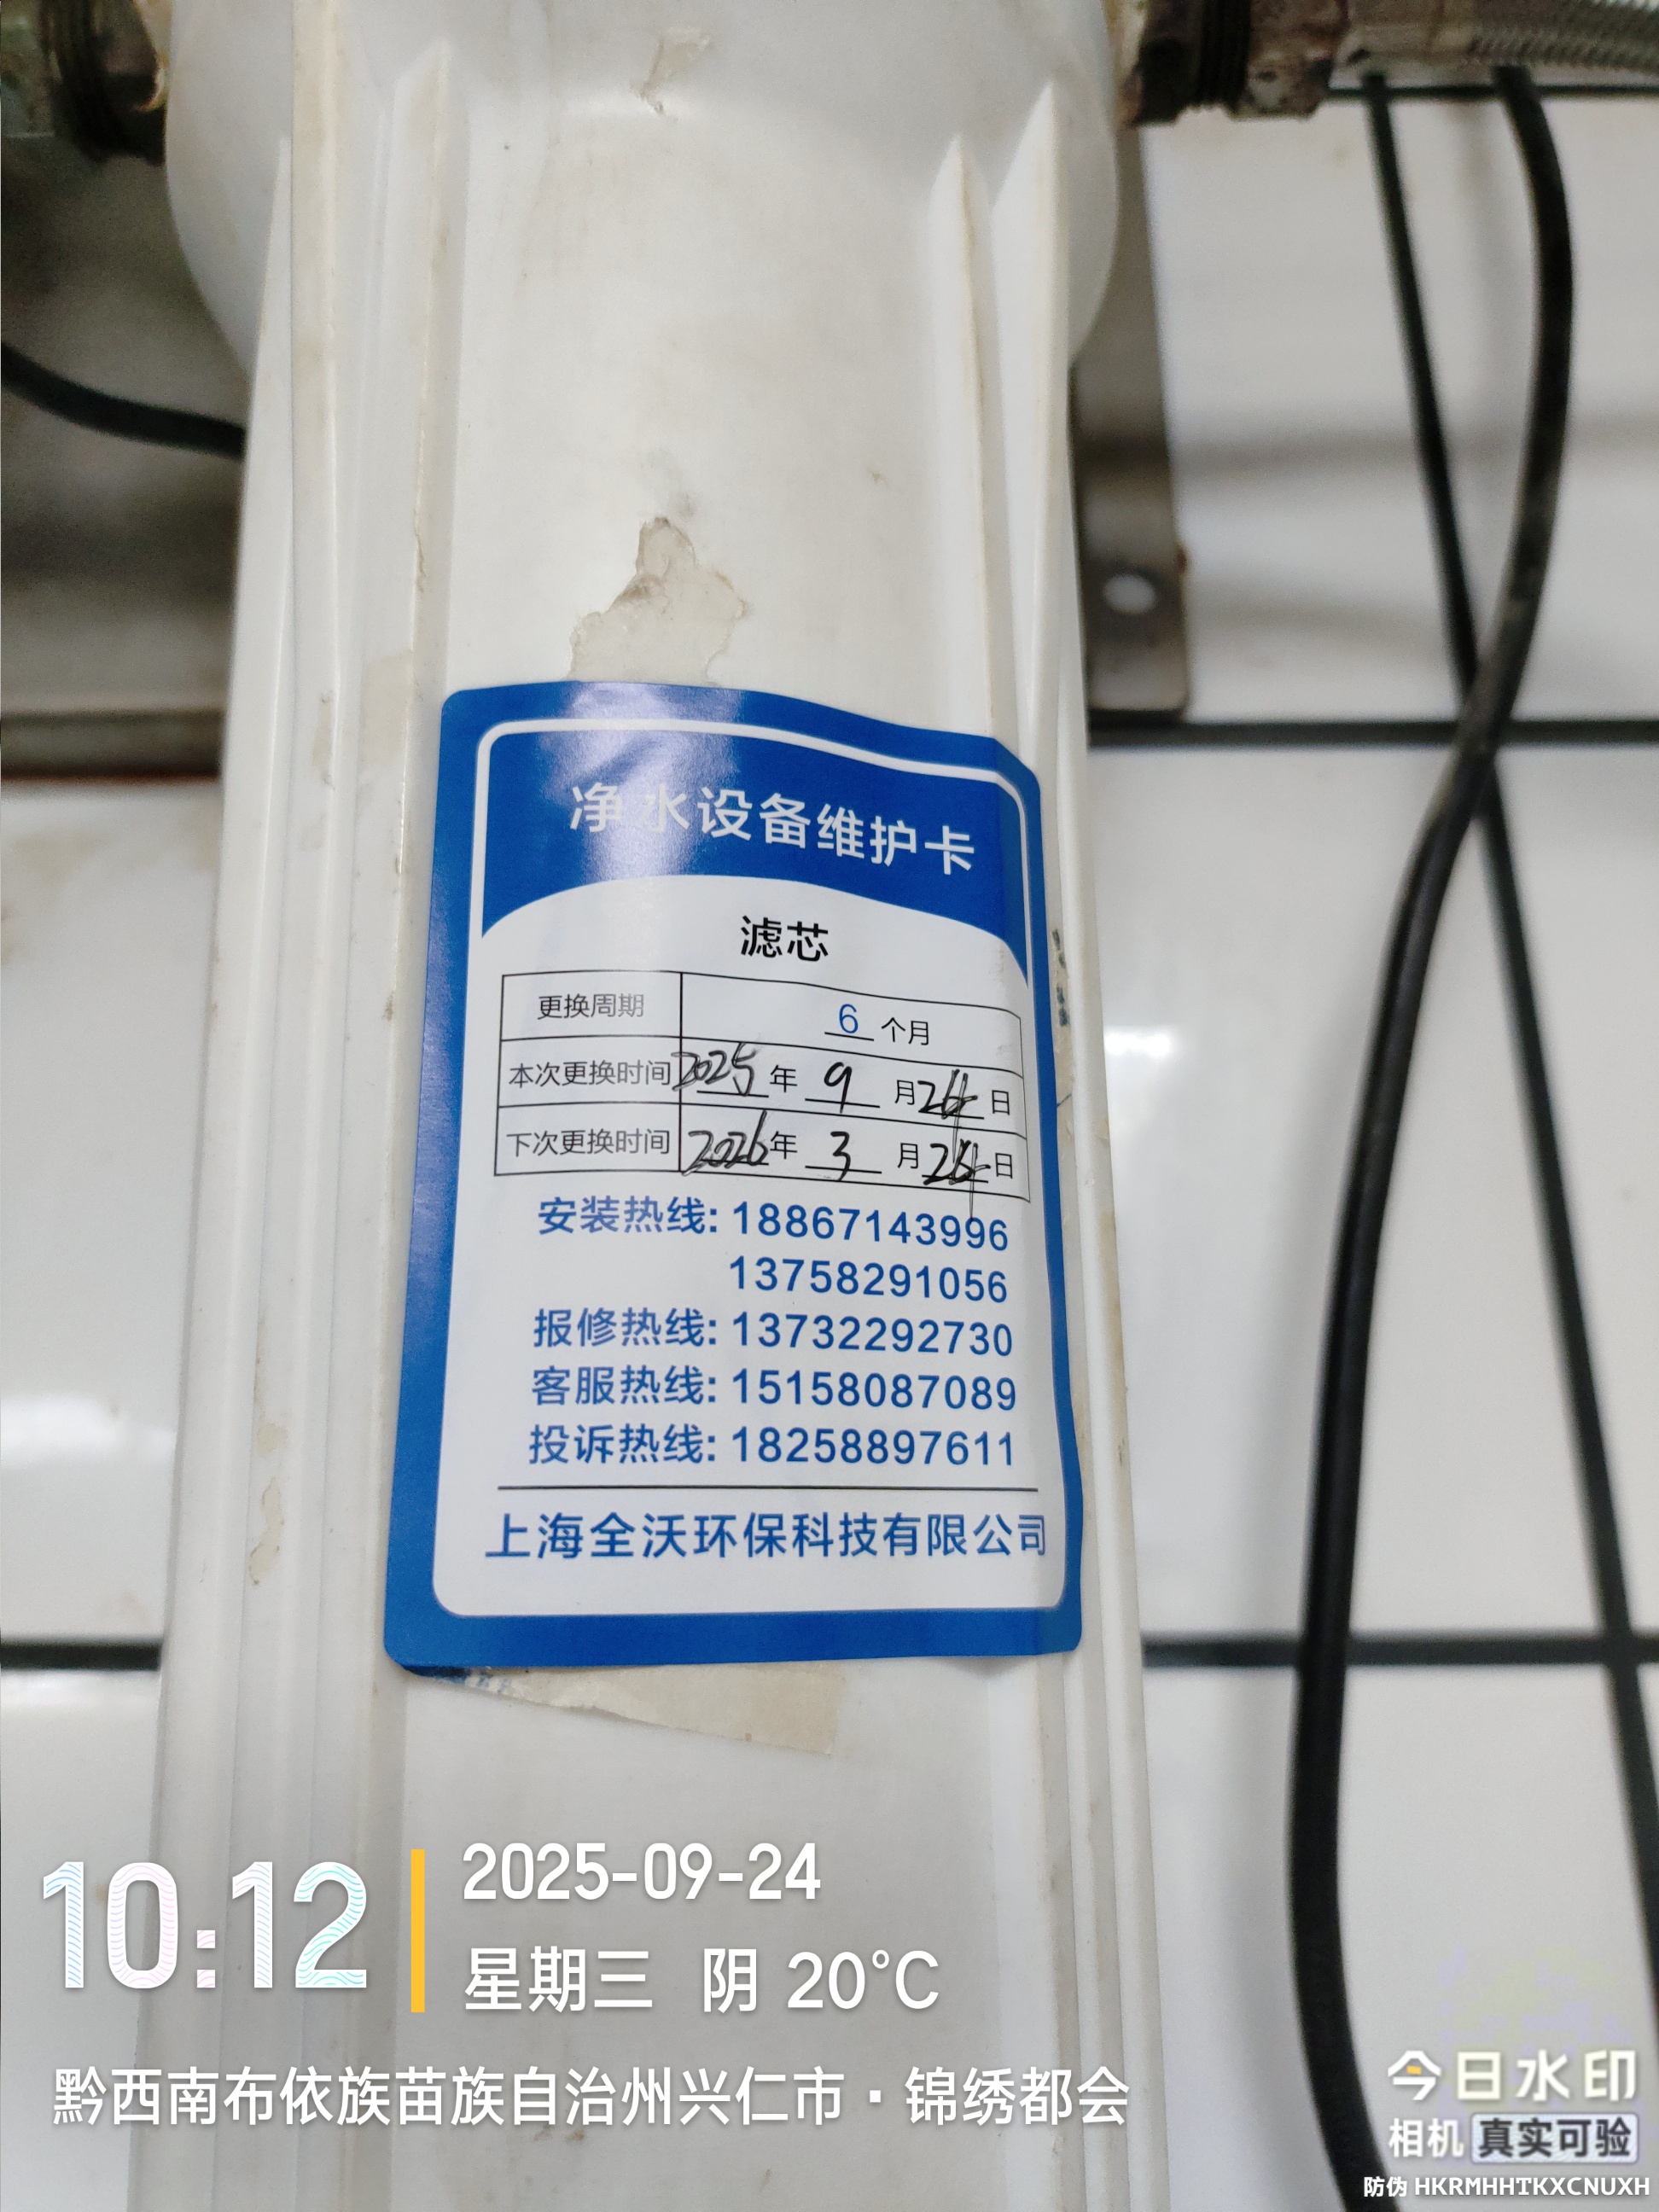 净水设备维护卡
滤芯
更换周期 6 个月
本次更换时间 2025 年 9 月 24 日
下次更换时间 2026 年 3 月 24 日
安装热线: 18867143996
13758291056
报修热线: 13732292730
客服热线: 15158087089
投诉热线: 18258897611
上海全沃环保科技有限公司
10:12
2025-09-24
星期三 阴 20°C
黔西南布依族苗族自治州兴仁市·锦绣都会
今日水印
相机 真实可验
防伪 HKRMHHTKXCNUXH